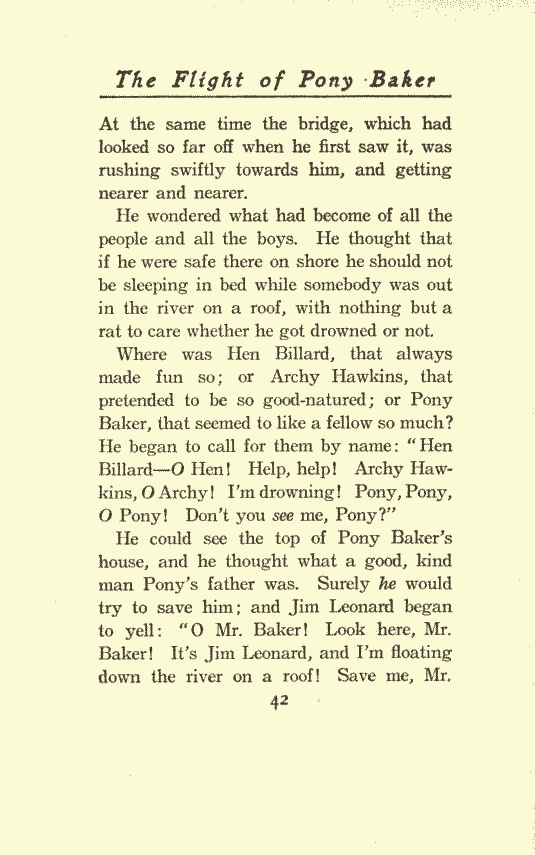 The Flight of Pony Baker
At the same time the bridge, which had
looked so far off when he first saw it, was
rushing swiftly towards him, and getting
nearer and nearer.
He wondered what had become of all the
people and all the boys. He thought that
if he were safe there on shore he should not
be sleeping in bed while somebody was out
in the river on a roof, with nothing but a
rat to care whether he got drowned or not.
Where was Hen Billard, that always
made fun so; or Archy Hawkins, that
pretended to be so good-natured; or Pony
Baker, that seemed to like a fellow so much?
He began to call for them by name: "Hen
Billard—O Hen! Help, help! Archy Haw-
kins, O Archy! I'm drowning! Pony, Pony,
O Pony! Don't you see me, Pony?"
He could see the top of Pony Baker's
house, and he thought what a good, kind
man Pony's father was. Surely he would
try to save him; and Jim Leonard began
to yell: "O Mr. Baker! Look here, Mr.
Baker! It's Jim Leonard, and I'm floating
down the river on a roof! Save me, Mr.
42